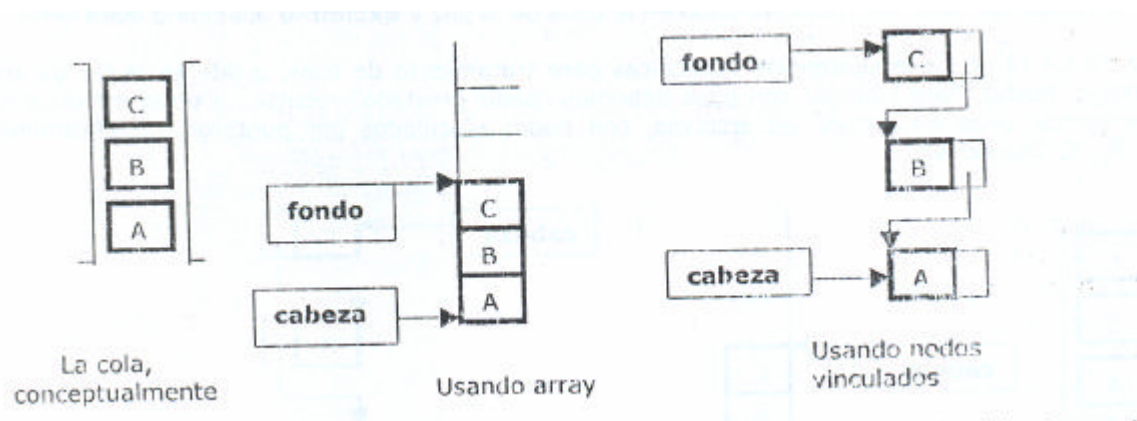 C
B
A
La cola,
conceptualmente
fondo
cabeza
C
B
A
Usando array
fondo
cabeza
C
B
A
Usando nodos
vinculados